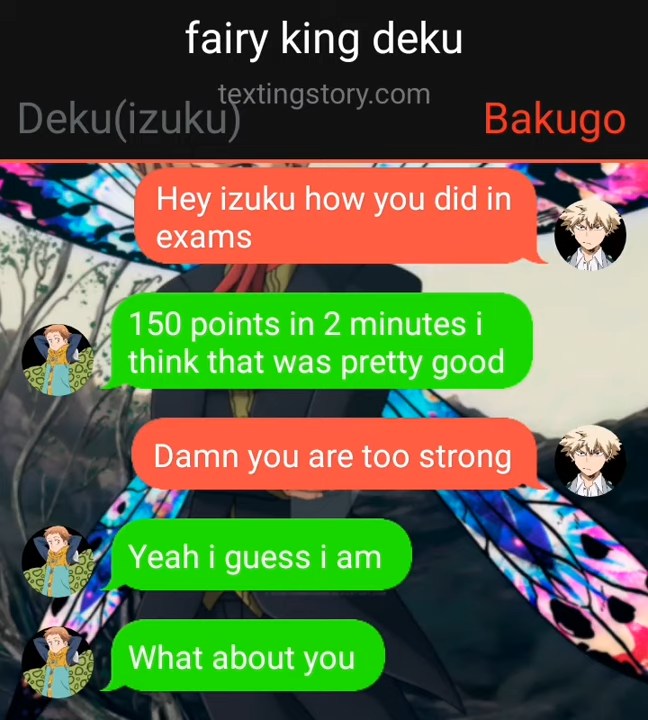 fairy king deku
textingstory.com
Deku(izuku)
Bakugo
Hey izuku how you did in
exams
150 points in 2 minutes i
think that was pretty good
Damn you are too strong
Yeah i guess i am
What about you